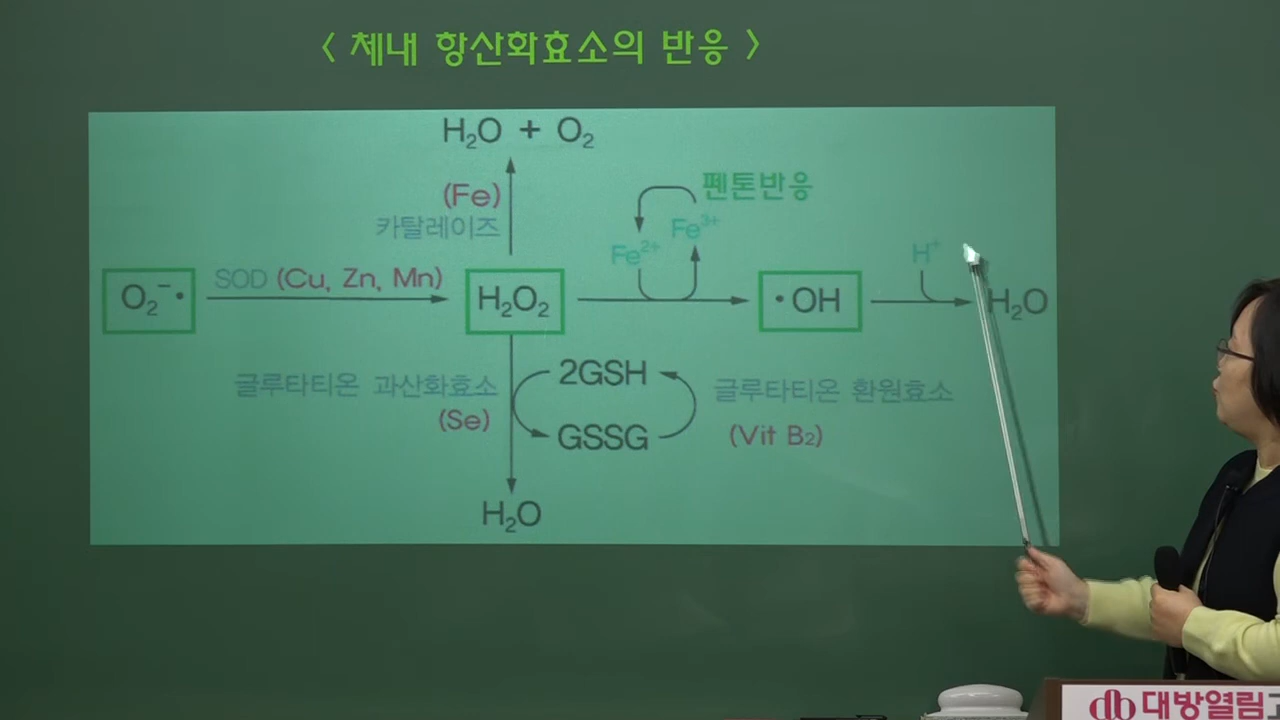 < 체내 항산화효소의 반응 >
H₂O + O₂
(Fe)
카탈레이즈
펜톤반응
Fe³⁺
Fe²⁺
H⁺
SOD (Cu, Zn, Mn)
O₂⁻•
H₂O₂
•OH
H₂O
글루타티온 과산화효소
(Se)
2GSH
GSSG
글루타티온 환원효소
(Vit B₂)
H₂O
대방열림고